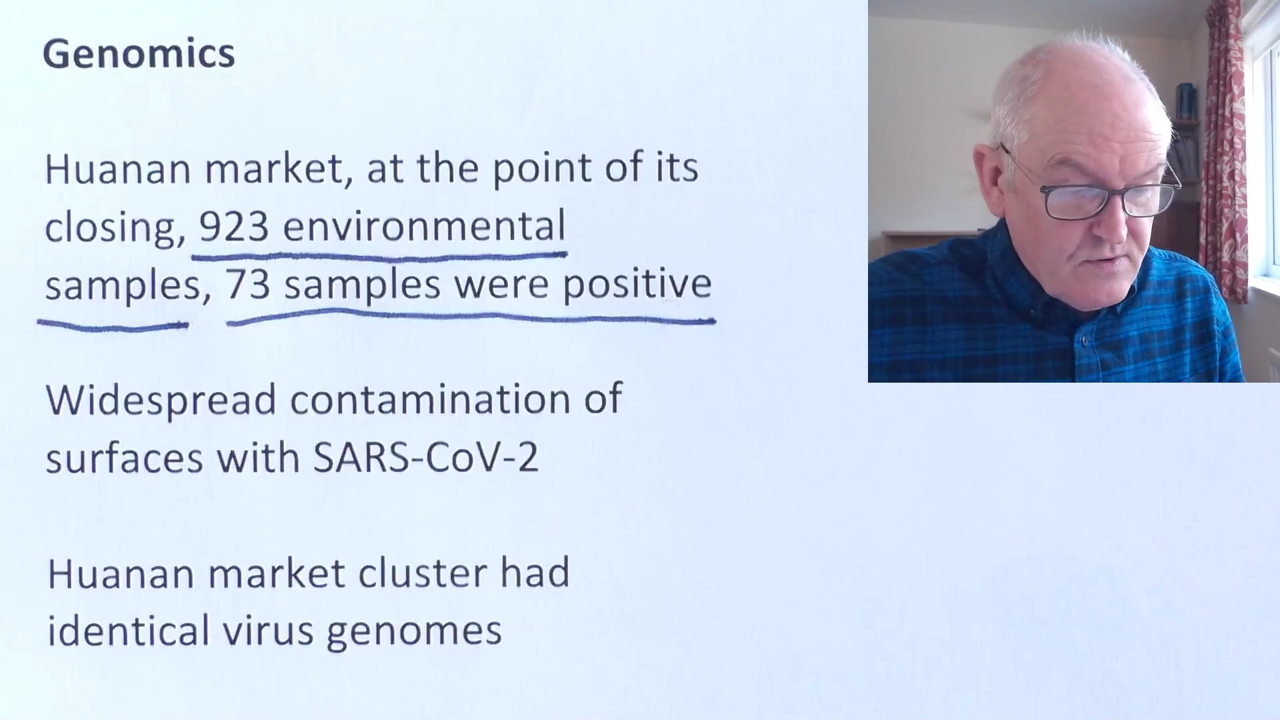 Genomics
Huanan market, at the point of its
closing, 923 environmental
samples, 73 samples were positive
Widespread contamination of
surfaces with SARS-CoV-2
Huanan market cluster had
identical virus genomes